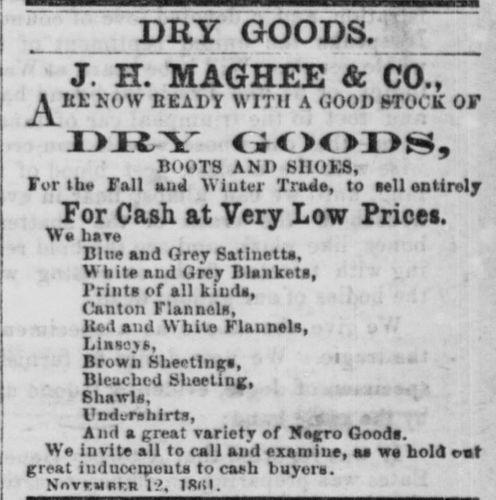 DRY GOODS.
J. H. MAGHEE & CO.,
ARE NOW READY WITH A GOOD STOCK OF
DRY GOODS,
BOOTS AND SHOES,
For the Fall and Winter Trade, to sell entirely
For Cash at Very Low Prices.
We have
Blue and Grey Satinetts,
White and Grey Blankets,
Prints of all kinds,
Canton Flannels,
Red and White Flannels,
Linseys,
Brown Sheetings,
Bleached Sheeting,
Shawls,
Undershirts,
And a great variety of Negro Goods.
We invite all to call and examine, as we hold out
great inducements to cash buyers.
NOVEMBER 12, 1861.